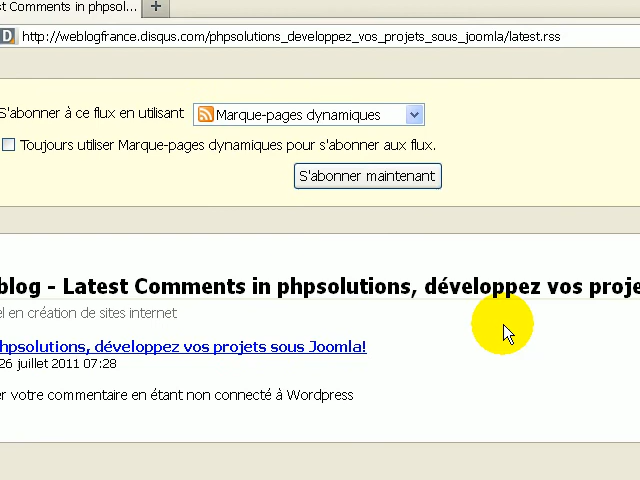 t Comments in phpsol... +
D http://weblogfrance.disqus.com/phpsolutions_developpez_vos_projets_sous_joomla/latest.rss
S'abonner à ce flux en utilisant Marque-pages dynamiques
Toujours utiliser Marque-pages dynamiques pour s'abonner aux flux.
S'abonner maintenant
blog - Latest Comments in phpsolutions, développez vos proje
el en création de sites internet
hpsolutions, développez vos projets sous Joomla!
26 juillet 2011 07:28
er votre commentaire en étant non connecté à Wordpress